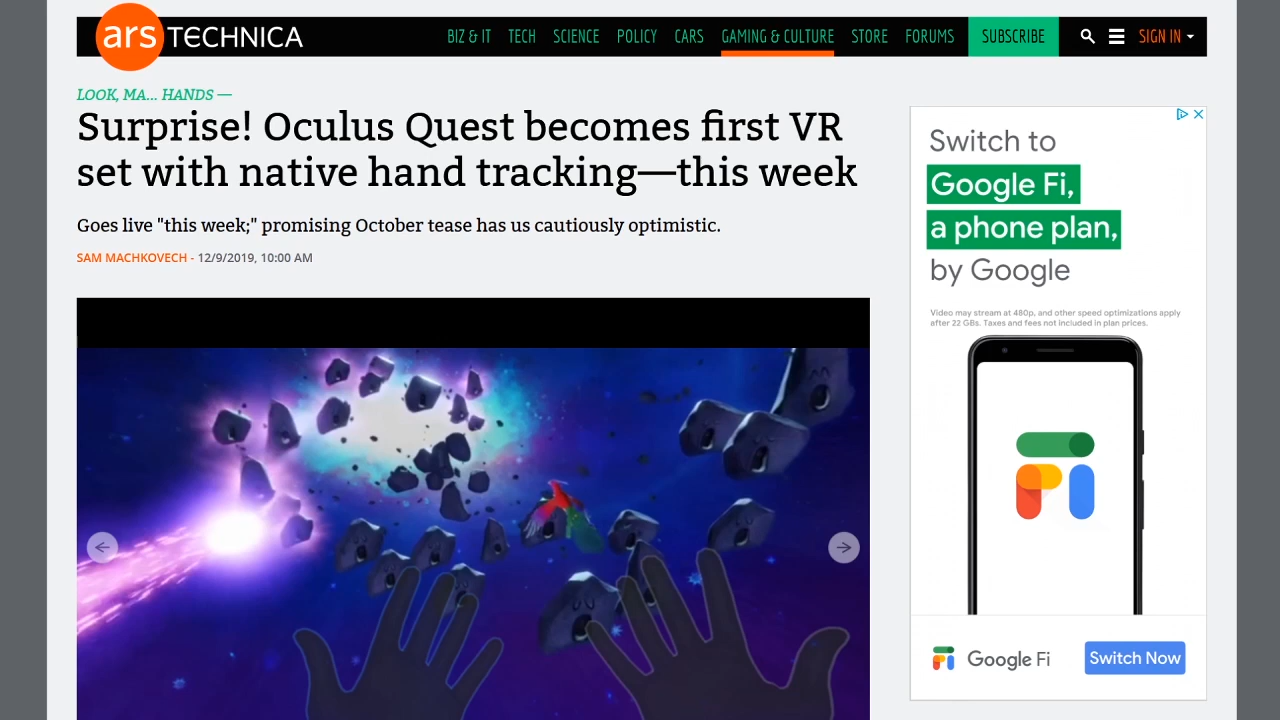 ars TECHNICA
BIZ & IT TECH SCIENCE POLICY CARS GAMING & CULTURE STORE FORUMS SUBSCRIBE SIGN IN
LOOK, MA... HANDS —
Surprise! Oculus Quest becomes first VR
set with native hand tracking—this week
Goes live "this week;" promising October tease has us cautiously optimistic.
SAM MACHKOVECH - 12/9/2019, 10:00 AM
Switch to
Google Fi,
a phone plan,
by Google
Video may stream at 480p, and other speed optimizations apply
after 22 GBs. Taxes and fees not included in plan prices.
Google Fi
Switch Now